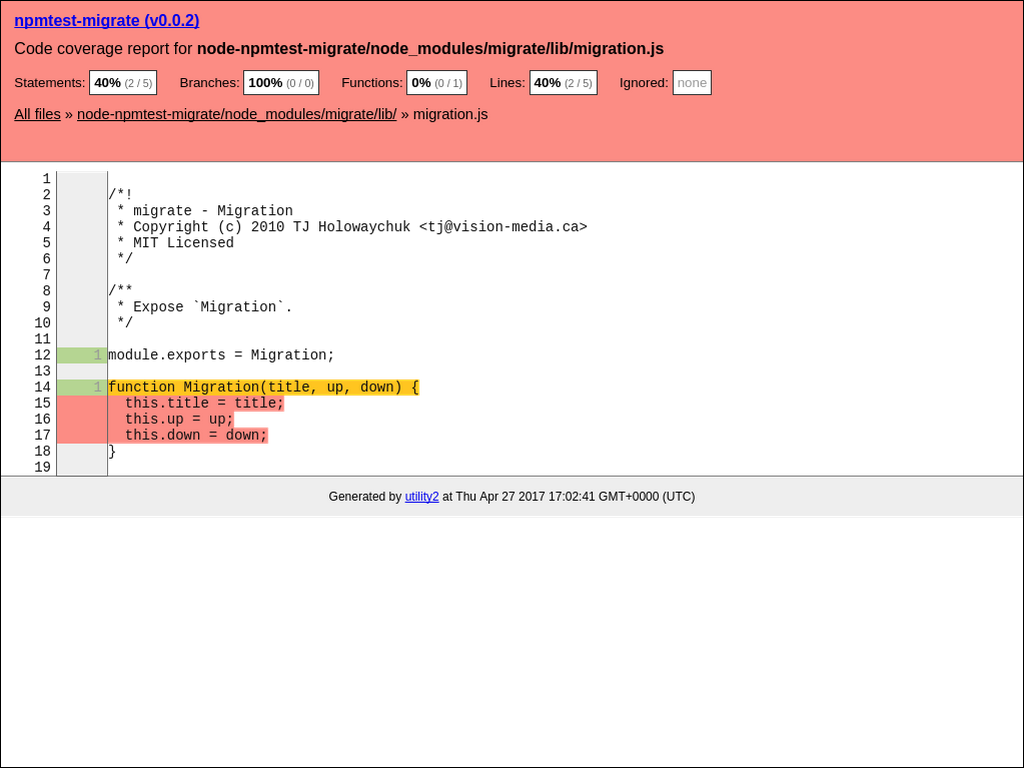 npmtest-migrate (v0.0.2)
Code coverage report for node-npmtest-migrate/node_modules/migrate/lib/migration.js
Statements: 40% (2 / 5) Branches: 100% (0 / 0) Functions: 0% (0 / 1) Lines: 40% (2 / 5) Ignored: none
All files » node-npmtest-migrate/node_modules/migrate/lib/ » migration.js
1
2 /*!
3  * migrate - Migration
4  * Copyright (c) 2010 TJ Holowaychuk <tj@vision-media.ca>
5  * MIT Licensed
6  */
7
8 /**
9  * Expose `Migration`.
10  */
11
12 1 module.exports = Migration;
13
14 1 function Migration(title, up, down) {
15   this.title = title;
16   this.up = up;
17   this.down = down;
18 }
19
Generated by utility2 at Thu Apr 27 2017 17:02:41 GMT+0000 (UTC)